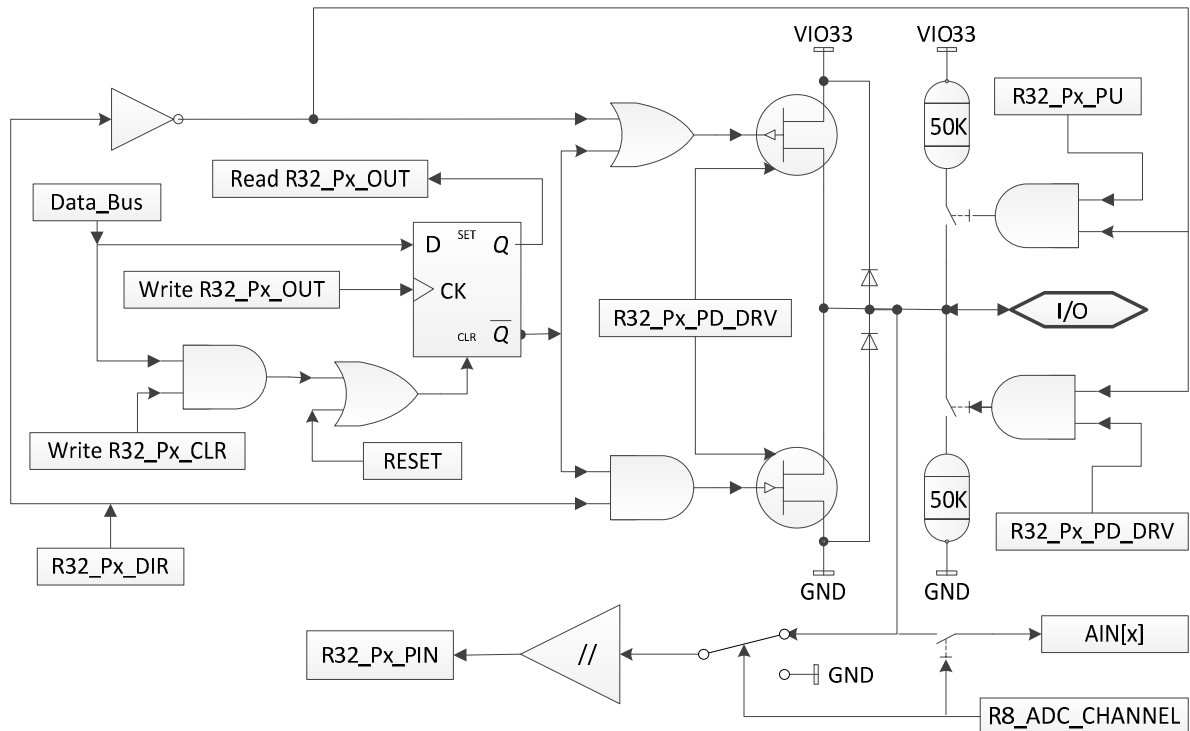 VIO33
VIO33
R32_Px_PU
50K
Read R32_Px_OUT
Data_Bus
D
SET
Q
Write R32_Px_OUT
CK
R32_Px_PD_DRV
I/O
CLR
Q
Write R32_Px_CLR
RESET
50K
R32_Px_PD_DRV
R32_Px_DIR
GND
GND
R32_Px_PIN
//
AIN[x]
GND
R8_ADC_CHANNEL